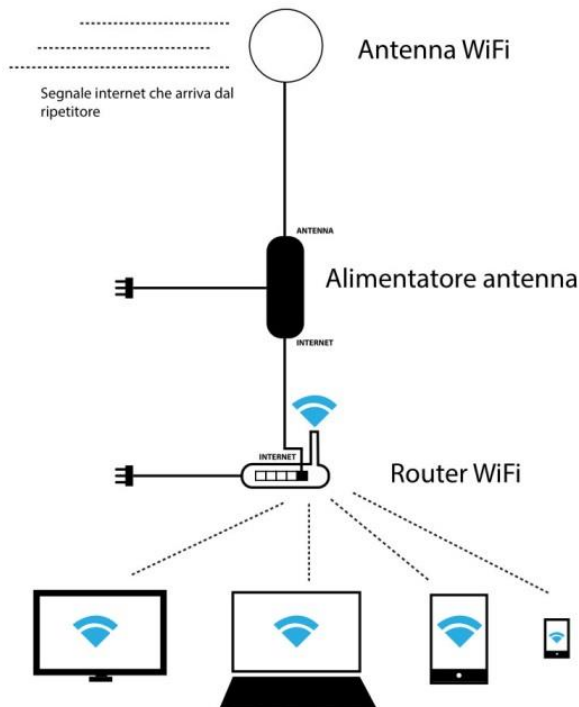 Antenna WiFi
Segnale internet che arriva dal
ripetitore
ANTENNA
Alimentatore antenna
INTERNET
INTERNET
Router WiFi